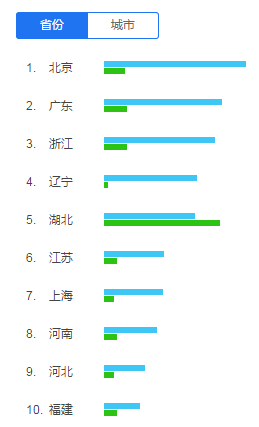 省份 城市
1. 北京
2. 广东
3. 浙江
4. 辽宁
5. 湖北
6. 江苏
7. 上海
8. 河南
9. 河北
10. 福建